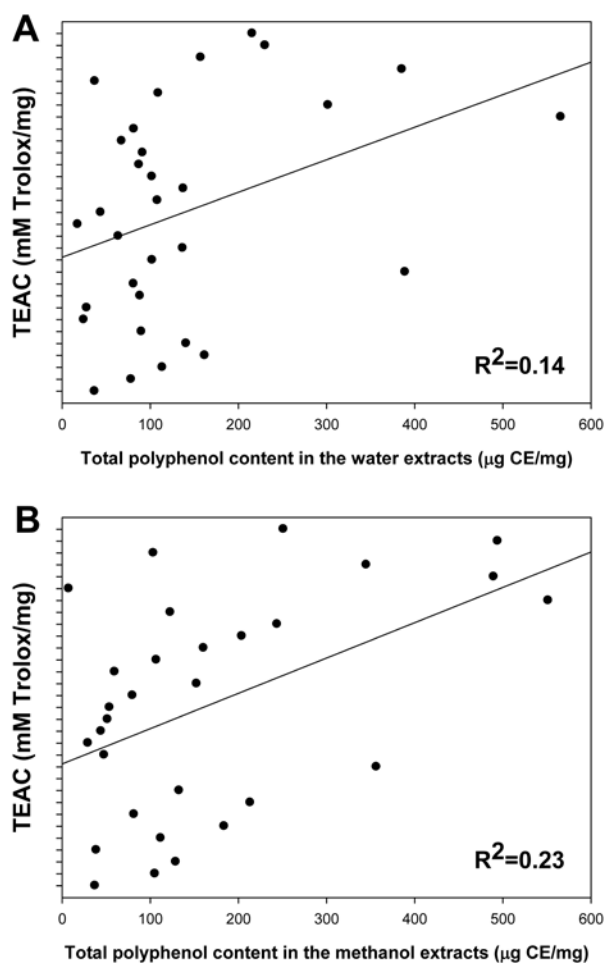 A
TEAC (mM Trolox/mg)
R²=0.14
0 100 200 300 400 500 600
Total polyphenol content in the water extracts (µg CE/mg)
B
TEAC (mM Trolox/mg)
R²=0.23
0 100 200 300 400 500 600
Total polyphenol content in the methanol extracts (µg CE/mg)